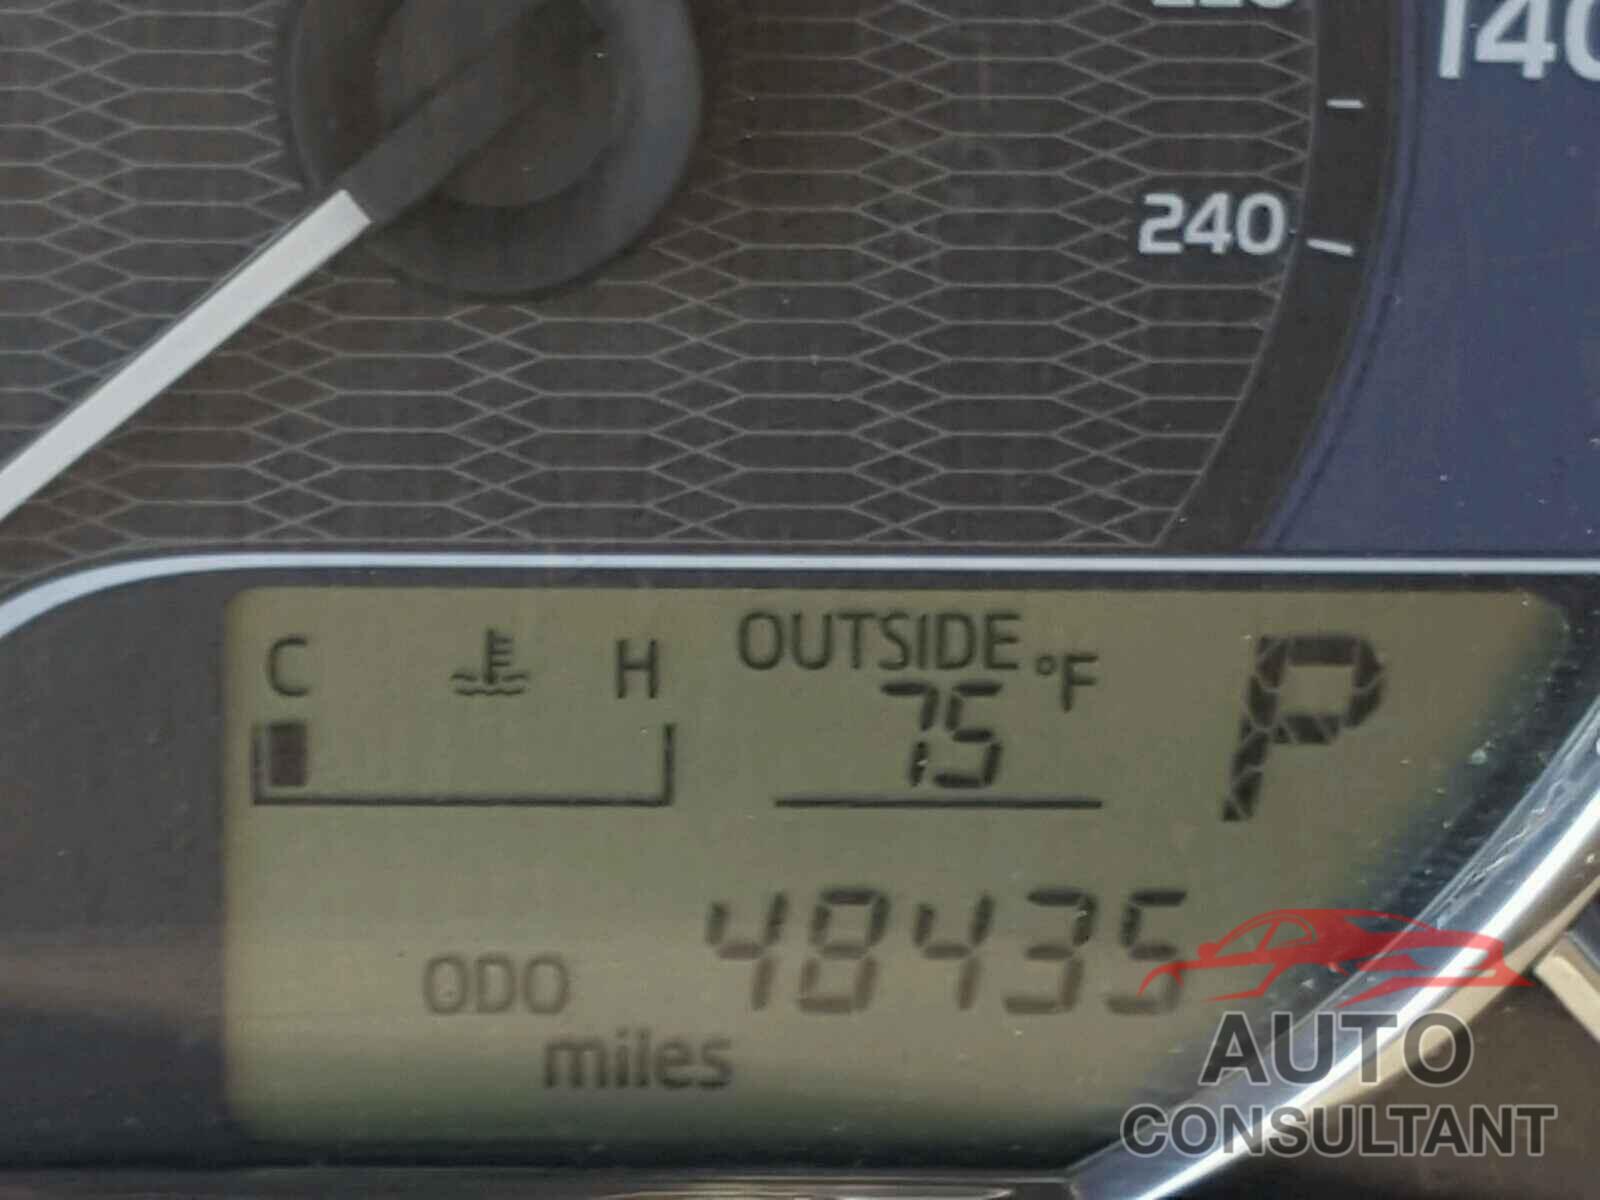 140
240
C H OUTSIDE °F
75
P
ODO 48435
miles
AUTO
CONSULTANT